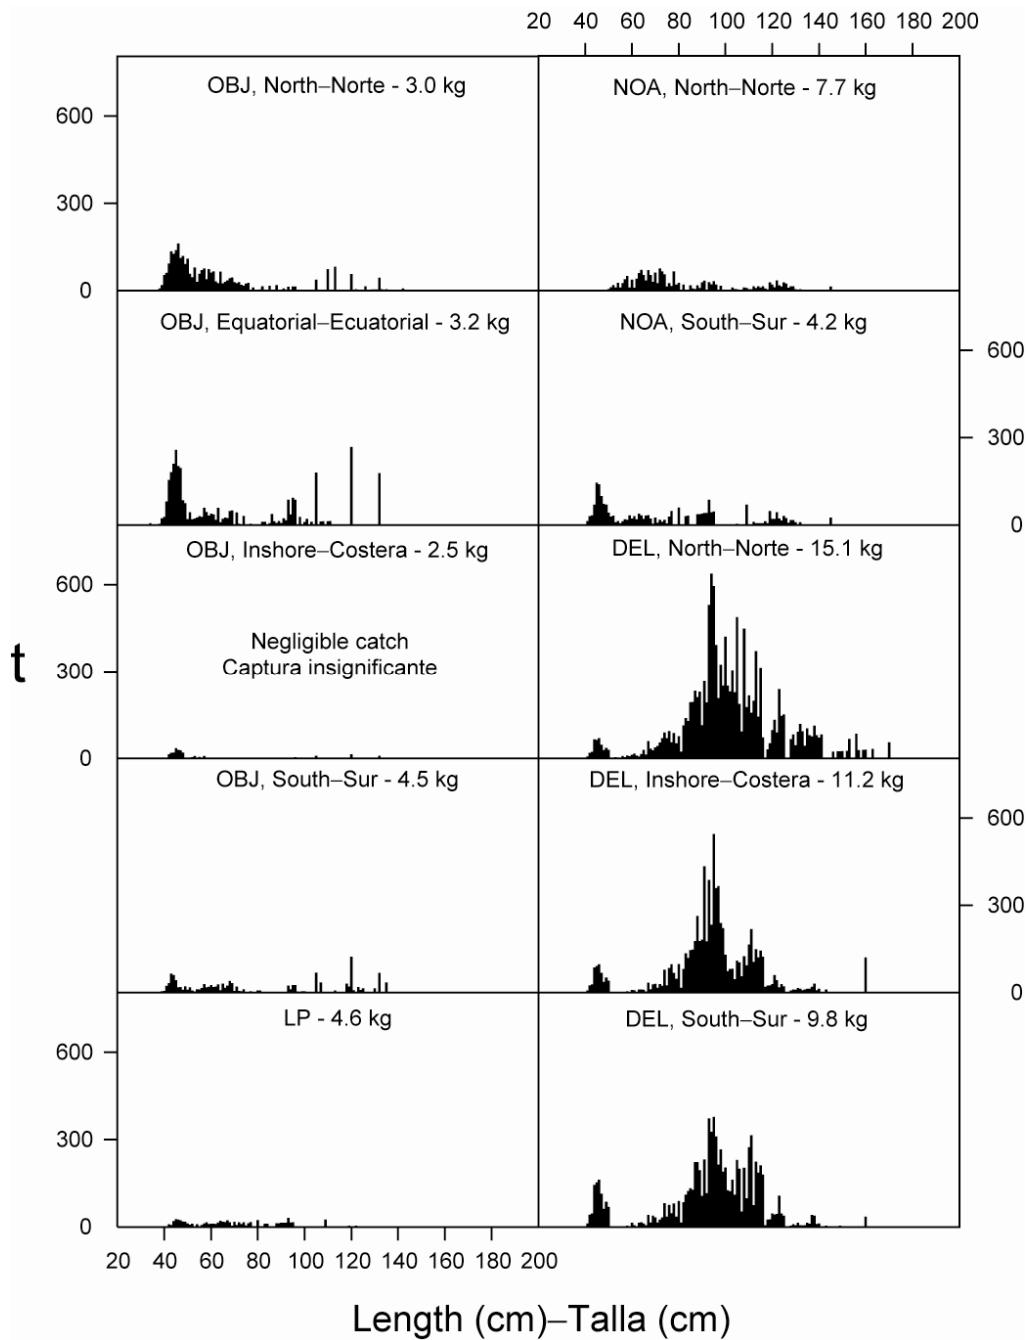 20 40 60 80 100 120 140 160 180 200
OBJ, North–Norte - 3.0 kg
NOA, North–Norte - 7.7 kg
600
300
0
OBJ, Equatorial–Ecuatorial - 3.2 kg
NOA, South–Sur - 4.2 kg
600
300
0
OBJ, Inshore–Costera - 2.5 kg
DEL, North–Norte - 15.1 kg
600
Negligible catch
Captura insignificante
t
300
0
OBJ, South–Sur - 4.5 kg
DEL, Inshore–Costera - 11.2 kg
600
300
0
LP - 4.6 kg
DEL, South–Sur - 9.8 kg
600
300
0
20 40 60 80 100 120 140 160 180 200
Length (cm)–Talla (cm)